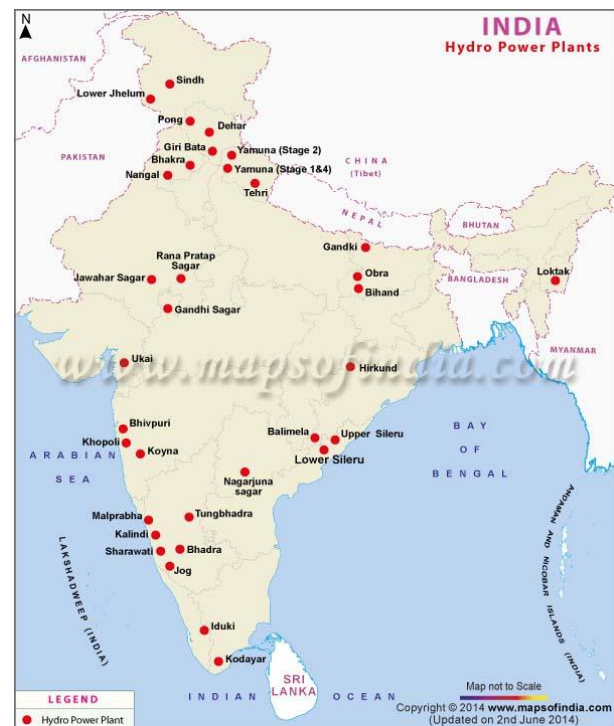 N
INDIA
Hydro Power Plants
AFGHANISTAN
Sindh
Lower Jhelum
Pong
Dehar
Giri Bata
Yamuna (Stage 2)
PAKISTAN
Bhakra
Yamuna (Stage 1&4)
CHINA
(Tibet)
Nangal
Tehri
NEPAL
BHUTAN
Gandki
Rana Pratap
Sagar
Obra
BANGLADESH
Loktak
Jawahar Sagar
Bihand
Gandhi Sagar
MYANMAR
Ukai
www.mapsofindia.com
Hirkund
Bhivpuri
Balimela
Upper Sileru
BAY
OF
BENGAL
Khopoli
Koyna
Lower Sileru
ARABIAN
SEA
Nagarjuna
sagar
Malprabha
Tungbhadra
Kalindi
Sharawati
Bhadra
Jog
LAKSHADWEEP (INDIA)
ANDAMAN AND
NICOBAR ISLANDS (INDIA)
Iduki
Kodayar
SRI
LANKA
INDIAN OCEAN
Map not to Scale
LEGEND
Hydro Power Plant
Copyright © 2014 www.mapsofindia.com
(Updated on 2nd June 2014)